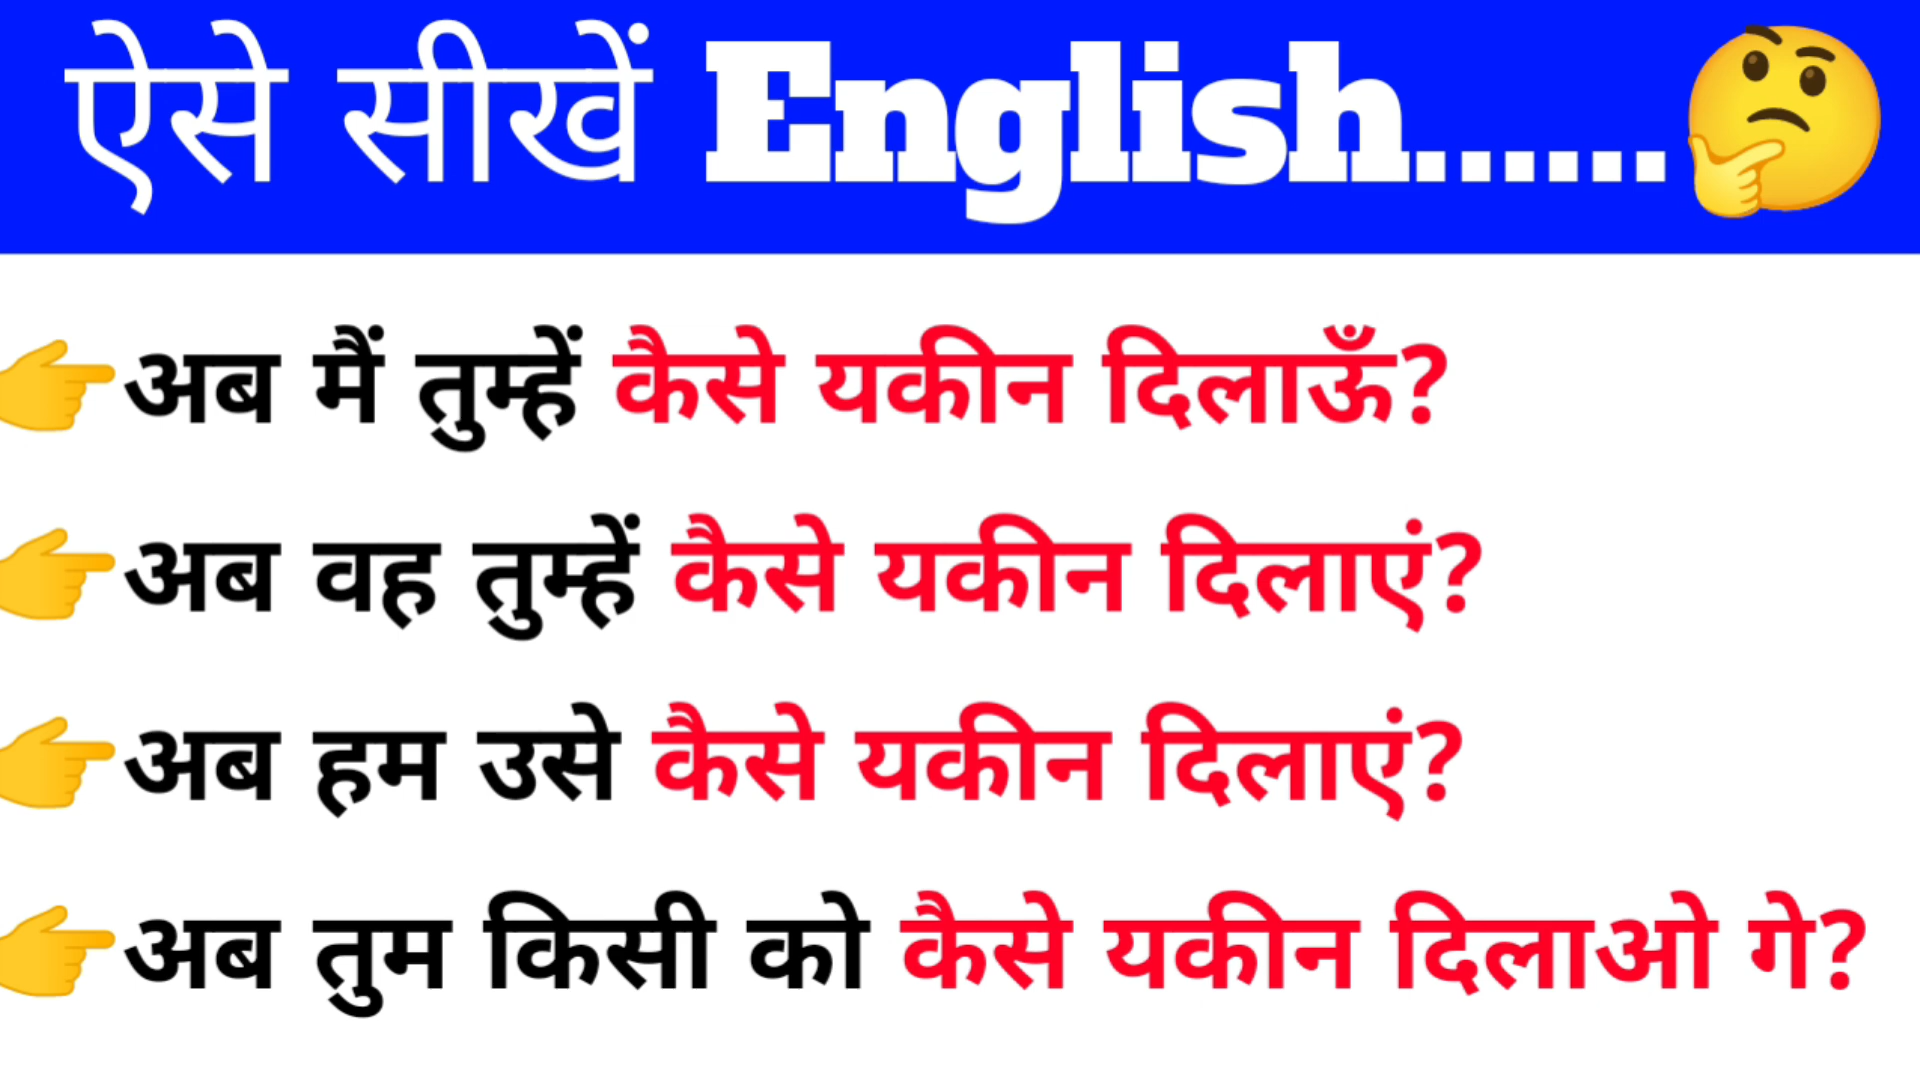 ऐसे सीखें English......🤔
👉अब मैं तुम्हें कैसे यकीन दिलाऊँ?
👉अब वह तुम्हें कैसे यकीन दिलाएं?
👉अब हम उसे कैसे यकीन दिलाएं?
👉अब तुम किसी को कैसे यकीन दिलाओ गे?